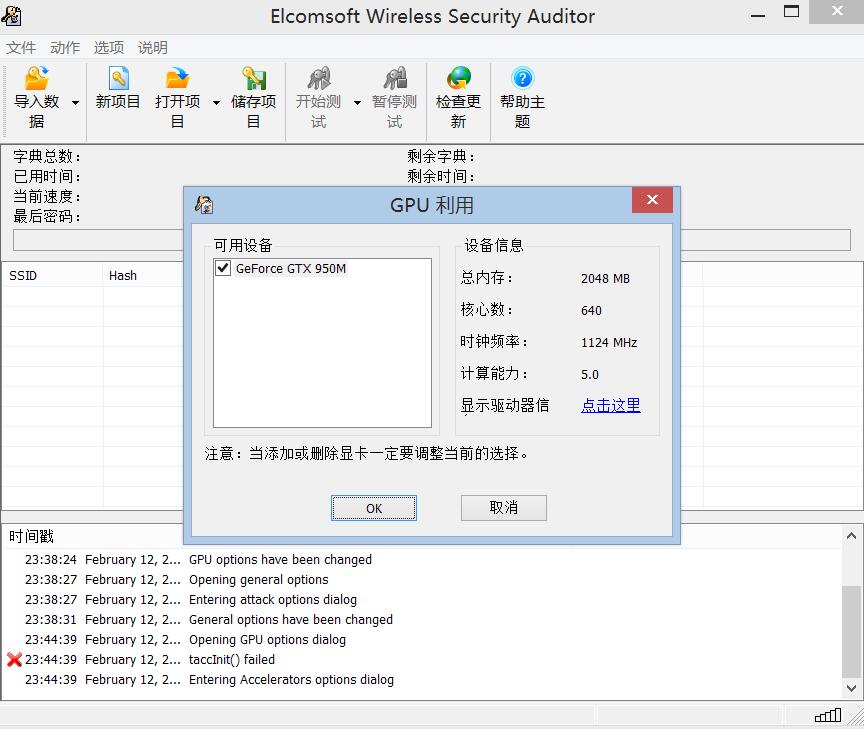 Elcomsoft Wireless Security Auditor
文件 动作 选项 说明
导入数据 新项目 打开项目 储存项目 开始测试 暂停测试 检查更新 帮助主题
字典总数： 剩余字典：
已用时间： 剩余时间：
当前速度：
最后密码：
GPU 利用
可用设备 设备信息
GeForce GTX 950M
总内存： 2048 MB
核心数： 640
时钟频率： 1124 MHz
计算能力： 5.0
显示驱动器信 点击这里
注意：当添加或删除显卡一定要调整当前的选择。
OK 取消
SSID Hash
时间戳
23:38:24 February 12, 2... GPU options have been changed
23:38:27 February 12, 2... Opening general options
23:38:27 February 12, 2... Entering attack options dialog
23:38:31 February 12, 2... General options have been changed
23:44:39 February 12, 2... Opening GPU options dialog
23:44:39 February 12, 2... taccInit() failed
23:44:39 February 12, 2... Entering Accelerators options dialog